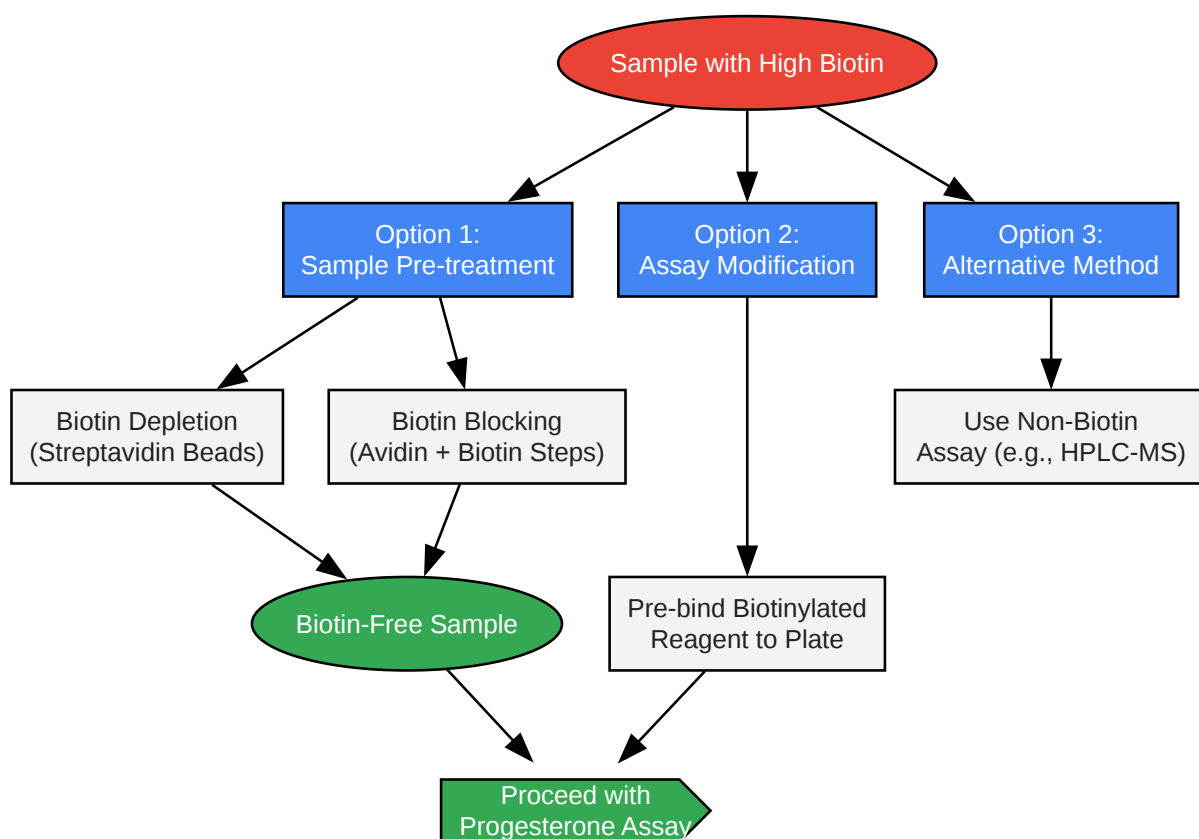 Sample with High Biotin
Option 1:
Sample Pre-treatment
Option 2:
Assay Modification
Option 3:
Alternative Method
Biotin Depletion
(Streptavidin Beads)
Biotin Blocking
(Avidin + Biotin Steps)
Use Non-Biotin
Assay (e.g., HPLC-MS)
Biotin-Free Sample
Pre-bind Biotinylated
Reagent to Plate
Proceed with
Progesterone Assay